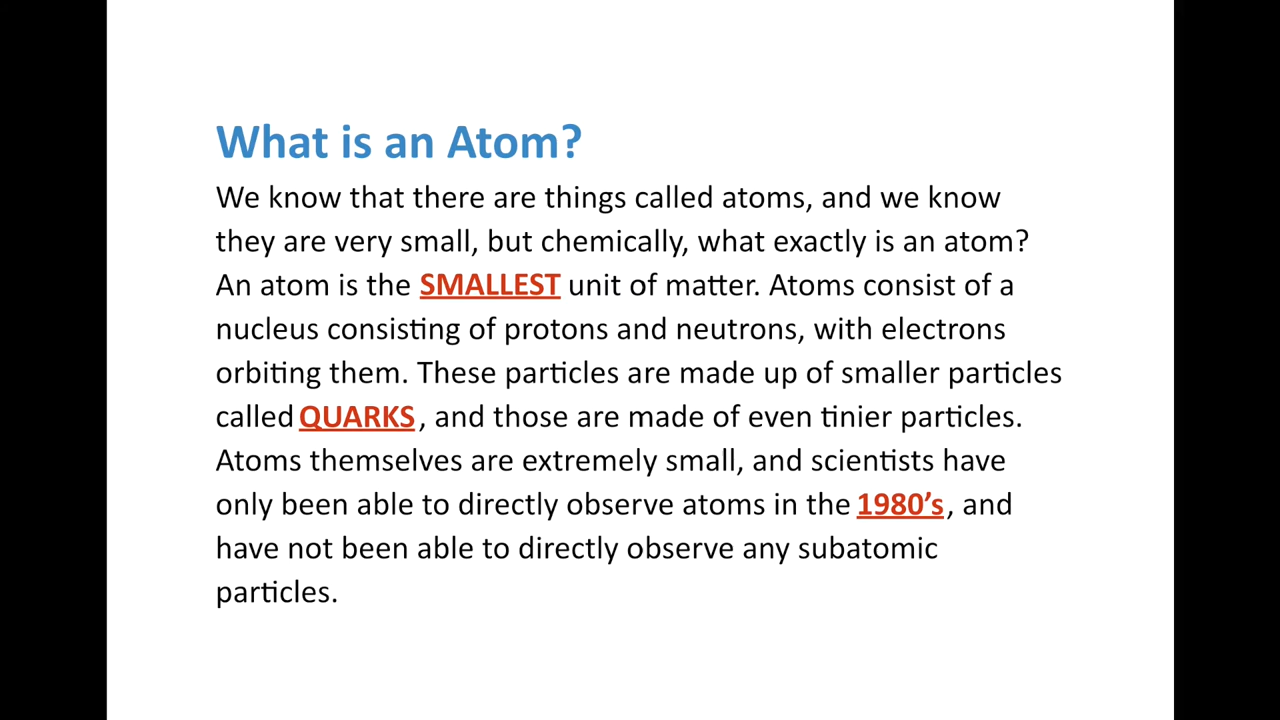 What is an Atom?
We know that there are things called atoms, and we know
they are very small, but chemically, what exactly is an atom?
An atom is the SMALLEST unit of matter. Atoms consist of a
nucleus consisting of protons and neutrons, with electrons
orbiting them. These particles are made up of smaller particles
called QUARKS, and those are made of even tinier particles.
Atoms themselves are extremely small, and scientists have
only been able to directly observe atoms in the 1980’s, and
have not been able to directly observe any subatomic
particles.